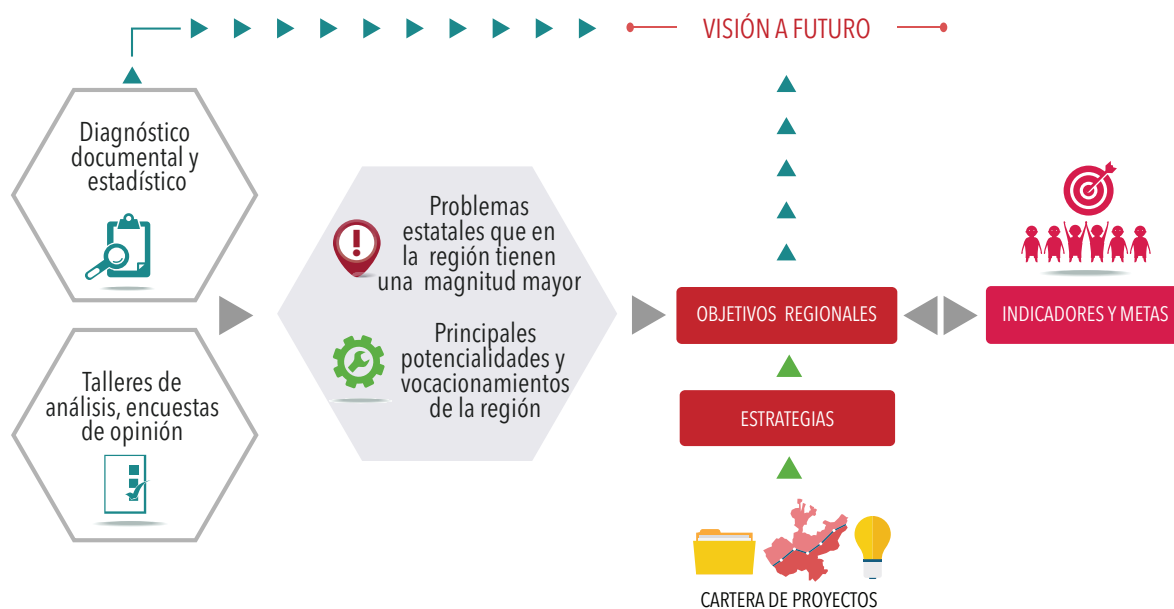 VISIÓN A FUTURO
Diagnóstico
documental y
estadístico
Talleres de
análisis, encuestas
de opinión
Problemas
estatales que en
la región tienen
una magnitud mayor
Principales
potencialidades y
vocacionamientos
de la región
OBJETIVOS REGIONALES
INDICADORES Y METAS
ESTRATEGIAS
CARTERA DE PROYECTOS